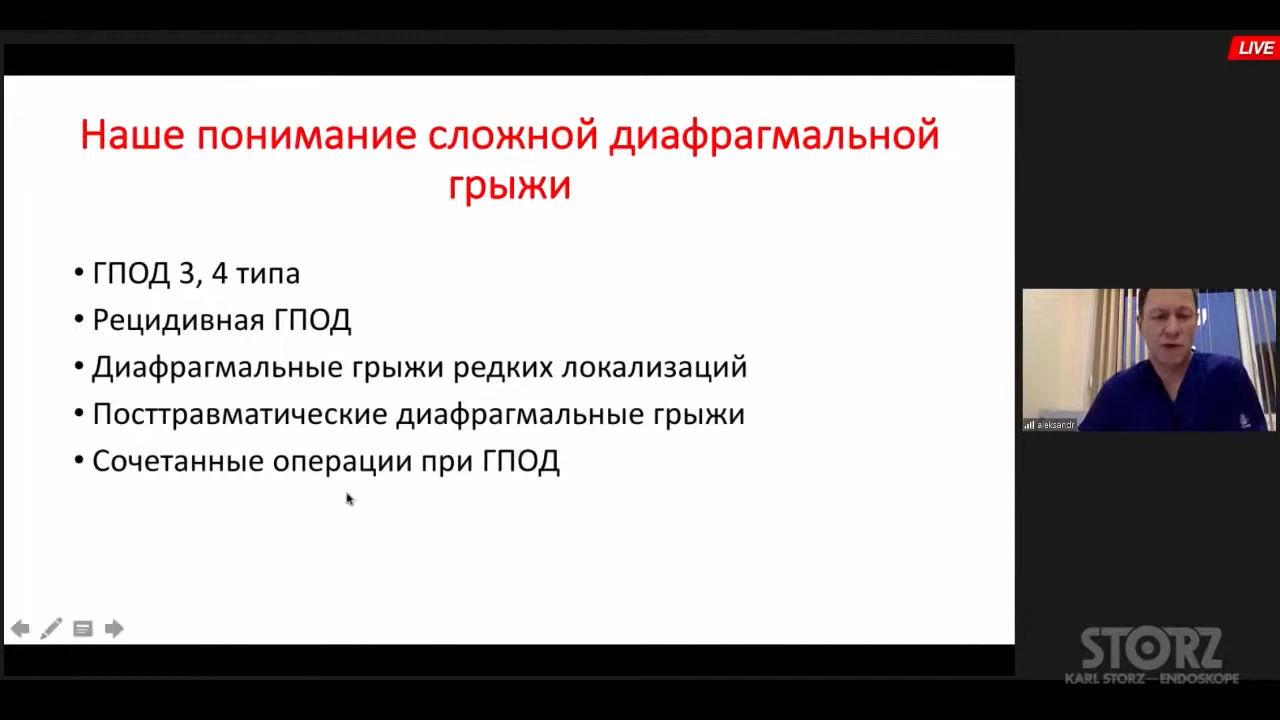 LIVE
Наше понимание сложной диафрагмальной
грыжи
• ГПОД 3, 4 типа
• Рецидивная ГПОД
• Диафрагмальные грыжи редких локализаций
• Посттравматические диафрагмальные грыжи
• Сочетанные операции при ГПОД
aleksandr
STORZ
KARL STORZ—ENDOSKOPE